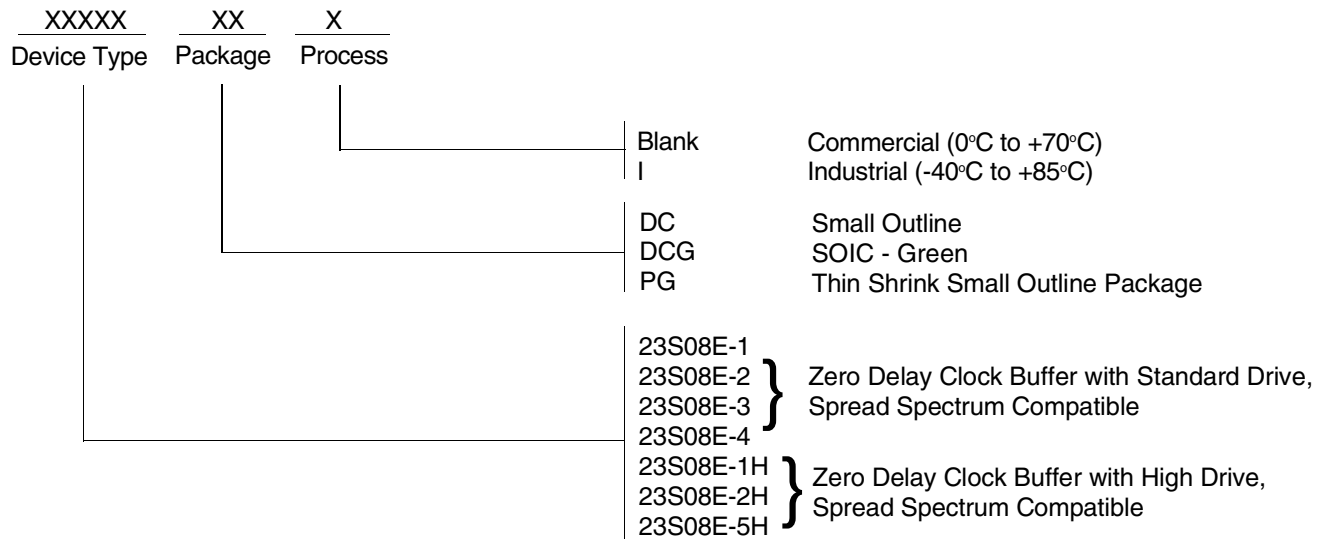 XXXXX XX X
Device Type Package Process
Blank Commercial (0°C to +70°C)
I Industrial (-40°C to +85°C)
DC Small Outline
DCG SOIC - Green
PG Thin Shrink Small Outline Package
23S08E-1
23S08E-2 } Zero Delay Clock Buffer with Standard Drive,
23S08E-3 Spread Spectrum Compatible
23S08E-4
23S08E-1H } Zero Delay Clock Buffer with High Drive,
23S08E-2H Spread Spectrum Compatible
23S08E-5H